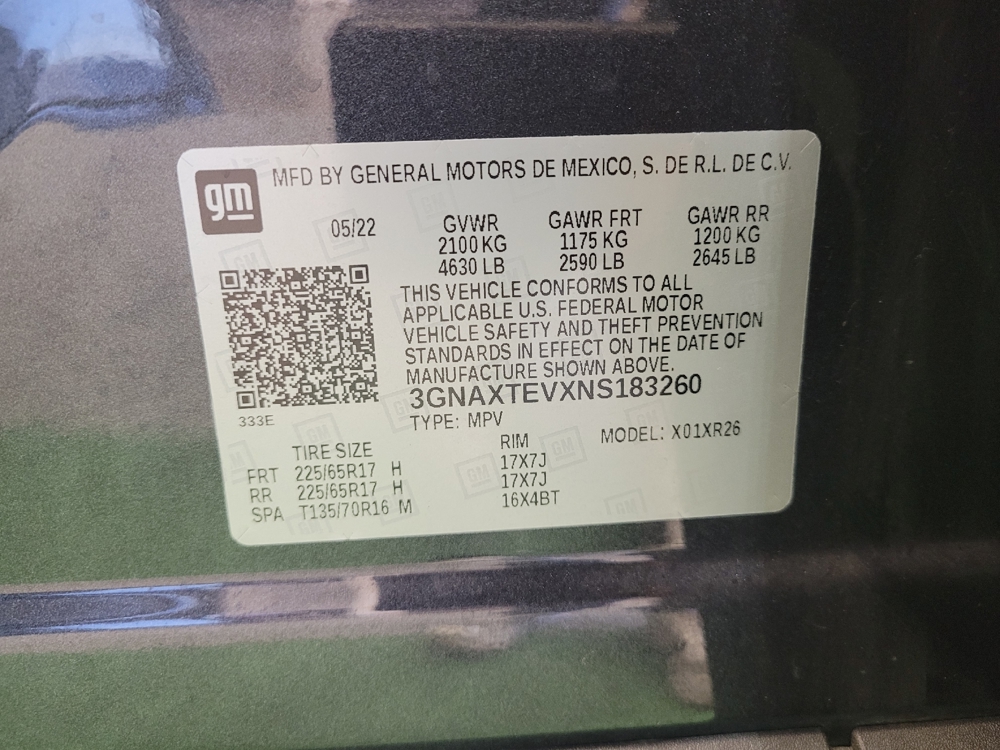 gm
MFD BY GENERAL MOTORS DE MEXICO, S. DE R.L. DE C.V.
05/22 GVWR GAWR FRT GAWR RR
2100 KG 1175 KG 1200 KG
4630 LB 2590 LB 2645 LB
THIS VEHICLE CONFORMS TO ALL
APPLICABLE U.S. FEDERAL MOTOR
VEHICLE SAFETY AND THEFT PREVENTION
STANDARDS IN EFFECT ON THE DATE OF
MANUFACTURE SHOWN ABOVE.
3GNAXTEVXNS183260
333E
TYPE: MPV
MODEL: X01XR26
TIRE SIZE RIM
FRT 225/65R17 H 17X7J
RR 225/65R17 H 17X7J
SPA T135/70R16 M 16X4BT